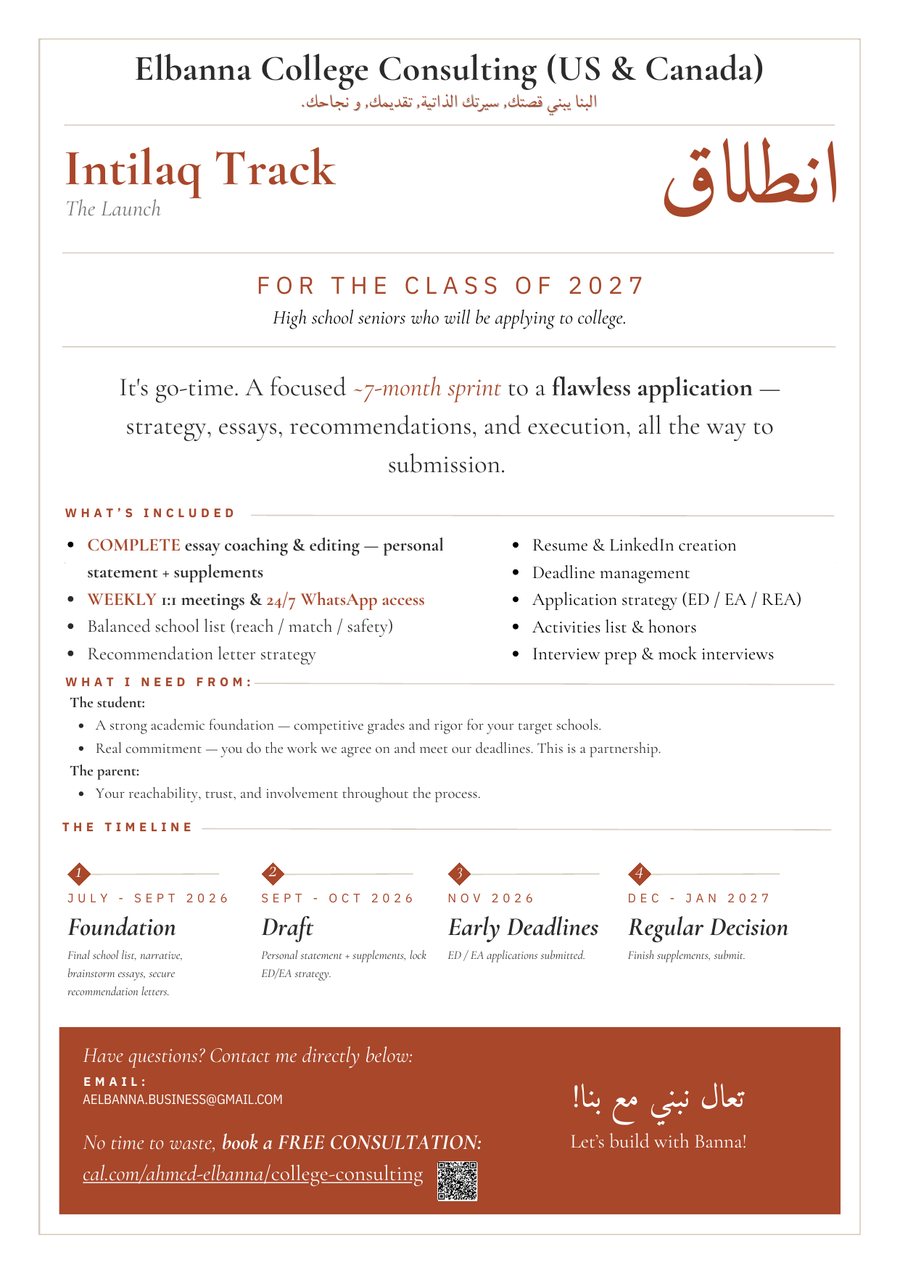 Elbanna College Consulting (US & Canada)
البنا يبني قصتك, سيرتك الذاتية, تقديمك, و نجاحك.
Intilaq Track
انطلاق
The Launch
FOR THE CLASS OF 2027
High school seniors who will be applying to college.
It's go-time. A focused ~7-month sprint to a flawless application —
strategy, essays, recommendations, and execution, all the way to
submission.
WHAT'S INCLUDED
• COMPLETE essay coaching & editing — personal
statement + supplements
• WEEKLY 1:1 meetings & 24/7 WhatsApp access
• Balanced school list (reach / match / safety)
• Recommendation letter strategy
• Resume & LinkedIn creation
• Deadline management
• Application strategy (ED / EA / REA)
• Activities list & honors
• Interview prep & mock interviews
WHAT I NEED FROM:
The student:
• A strong academic foundation — competitive grades and rigor for your target schools.
• Real commitment — you do the work we agree on and meet our deadlines. This is a partnership.
The parent:
• Your reachability, trust, and involvement throughout the process.
THE TIMELINE
1
JULY - SEPT 2026
Foundation
Final school list, narrative,
brainstorm essays, secure
recommendation letters.
2
SEPT - OCT 2026
Draft
Personal statement + supplements, lock
ED/EA strategy.
3
NOV 2026
Early Deadlines
ED / EA applications submitted.
4
DEC - JAN 2027
Regular Decision
Finish supplements, submit.
Have questions? Contact me directly below:
EMAIL:
AELBANNA.BUSINESS@GMAIL.COM
No time to waste, book a FREE CONSULTATION:
cal.com/ahmed-elbanna/college-consulting
تعال نبني مع بنا!
Let's build with Banna!